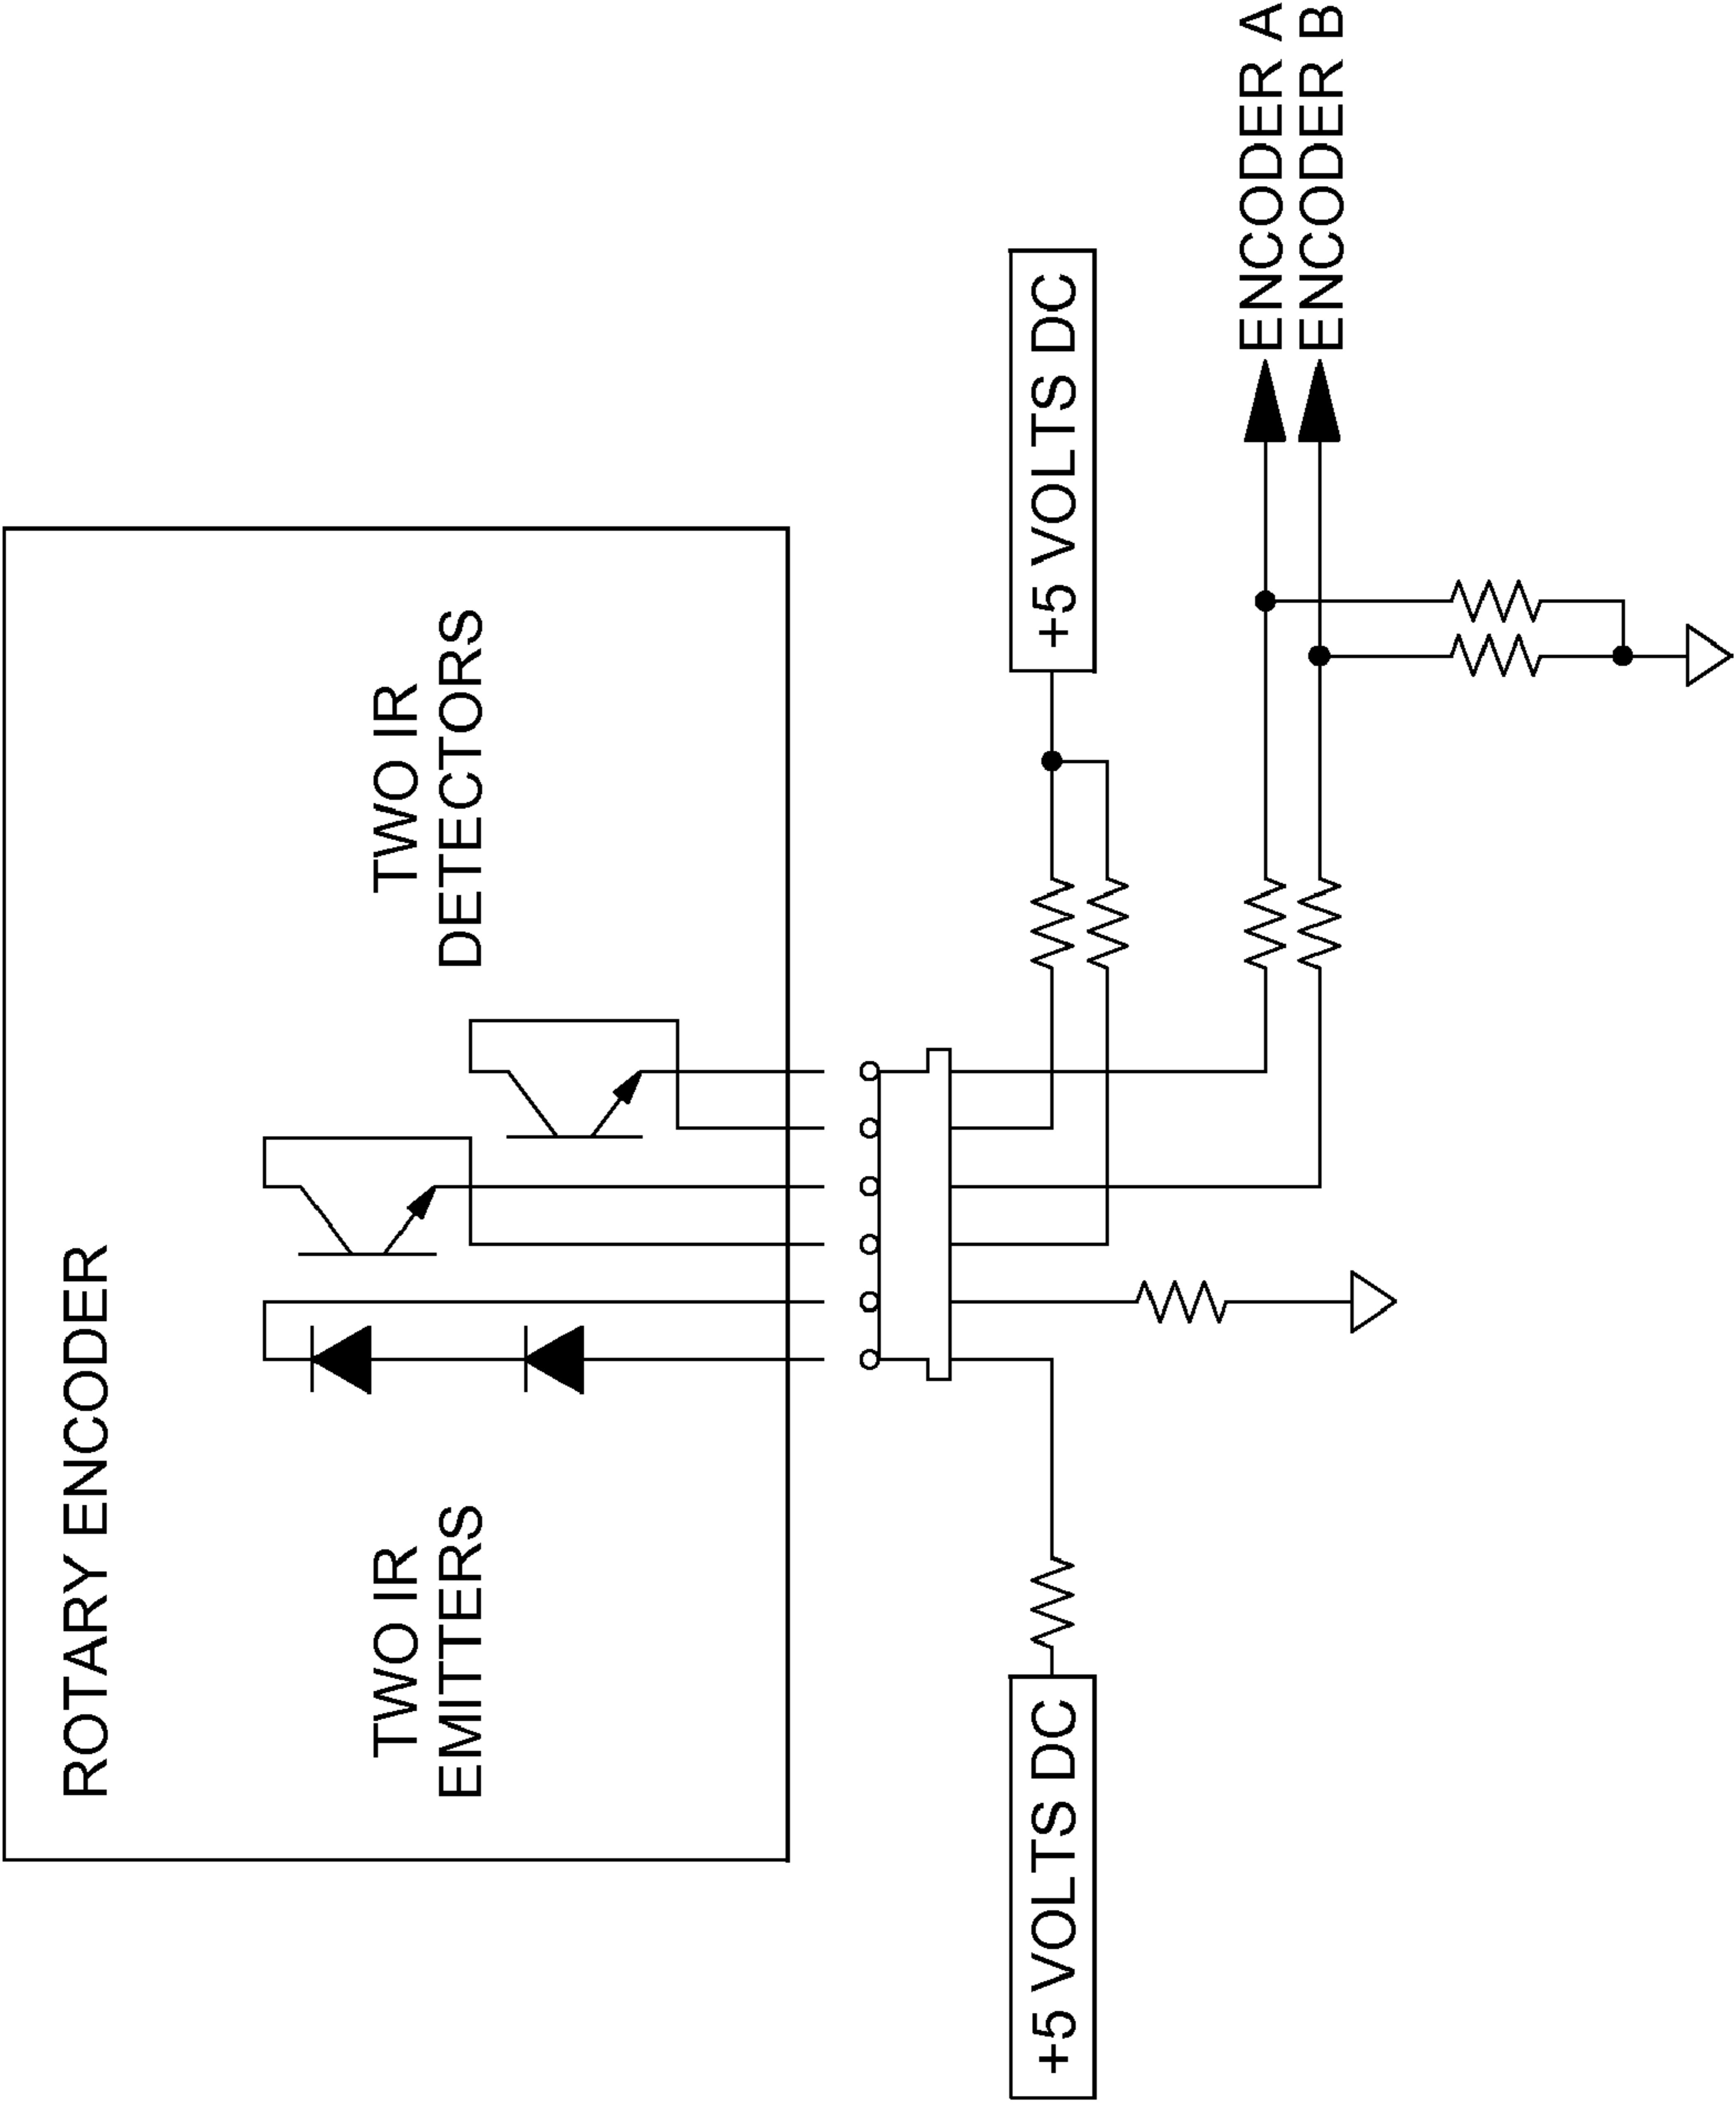 ROTARY ENCODER
TWO IR
EMITTERS
TWO IR
DETECTORS
+5 VOLTS DC
+5 VOLTS DC
ENCODER A
ENCODER B